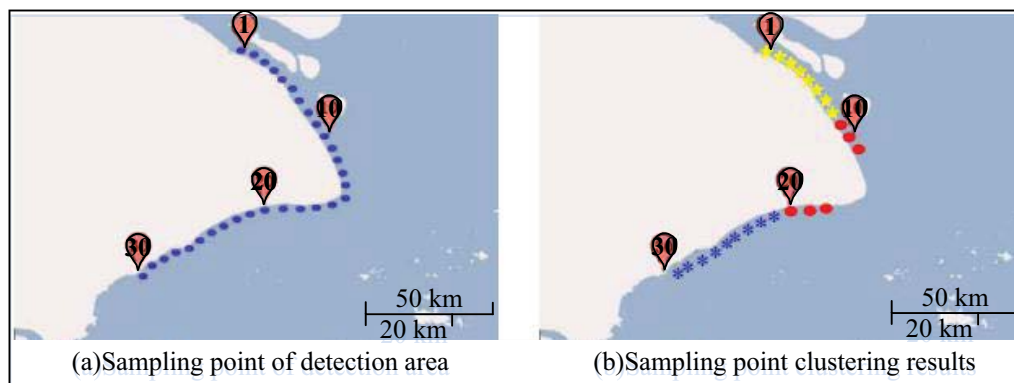 1
10
20
30
50 km
20 km
(a)Sampling point of detection area
1
10
20
30
50 km
20 km
(b)Sampling point clustering results